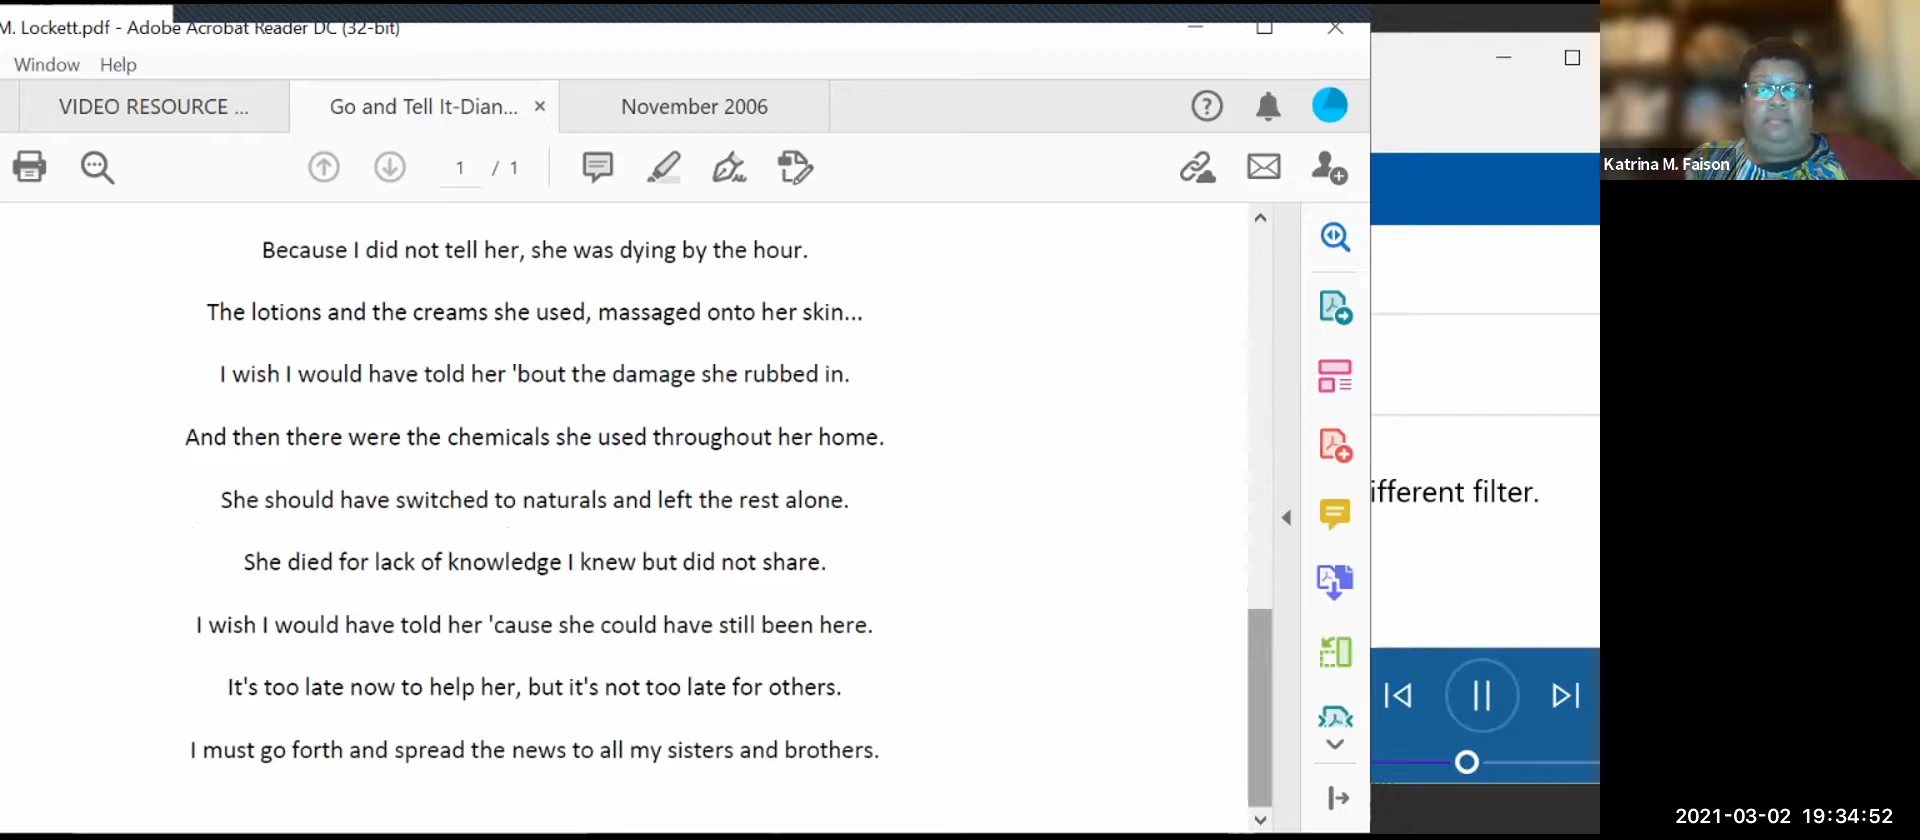 M. Lockett.pdf - Adobe Acrobat Reader DC (32-bit)
Window Help
VIDEO RESOURCE ...
Go and Tell It-Dian...
November 2006
1 / 1
Because I did not tell her, she was dying by the hour.
The lotions and the creams she used, massaged onto her skin...
I wish I would have told her 'bout the damage she rubbed in.
And then there were the chemicals she used throughout her home.
She should have switched to naturals and left the rest alone.
She died for lack of knowledge I knew but did not share.
I wish I would have told her 'cause she could have still been here.
It's too late now to help her, but it's not too late for others.
I must go forth and spread the news to all my sisters and brothers.
ifferent filter.
Katrina M. Faison
2021-03-02 19:34:52